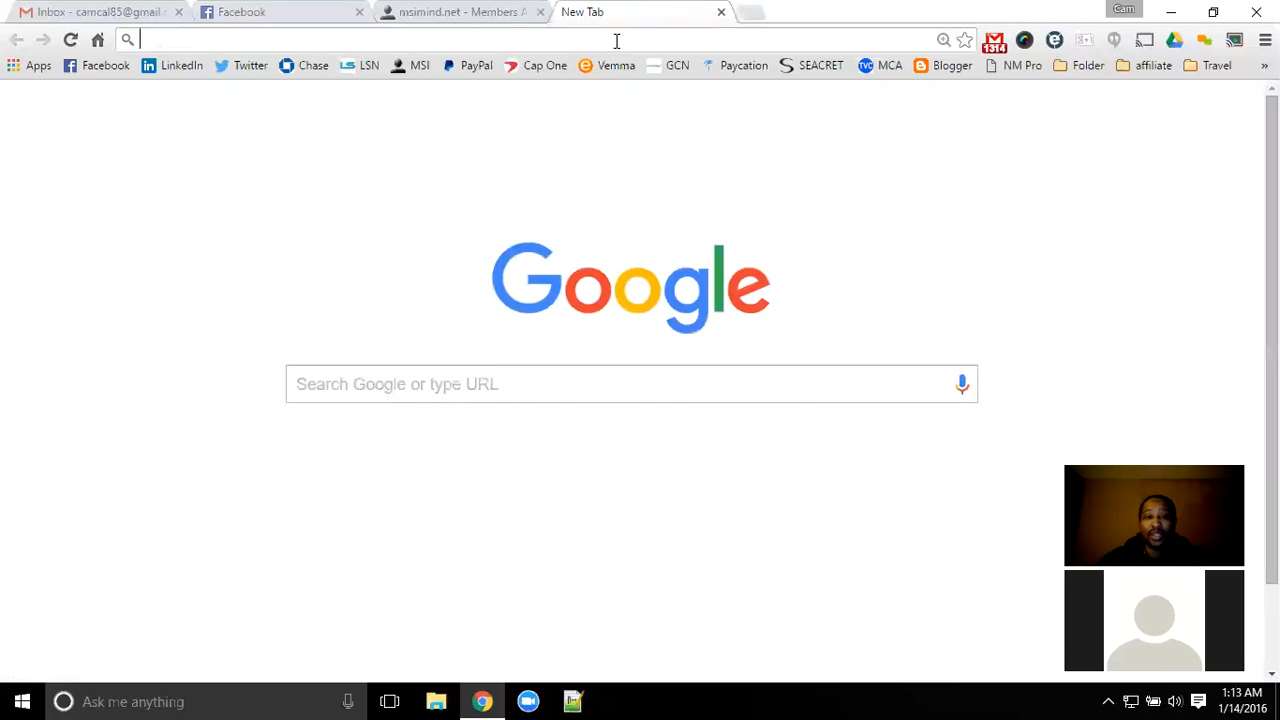 Inbox - camcal85@gmail.
Facebook
msimind.net - Members A
New Tab
Cam
1314
Apps
Facebook
LinkedIn
Twitter
Chase
LSN
MSI
PayPal
Cap One
Vemma
GCN
Paycation
SEACRET
TVC
MCA
Blogger
NM Pro
Folder
affiliate
Travel
»
Google
Search Google or type URL
Ask me anything
1:13 AM
1/14/2016